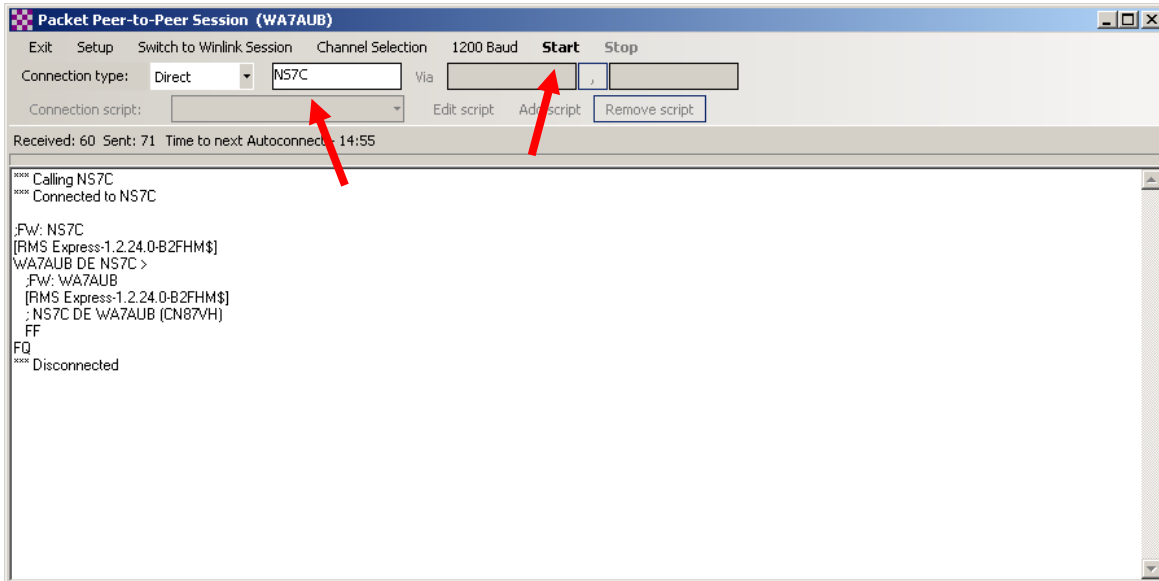 Packet Peer-to-Peer Session (WA7AUB)
Exit Setup Switch to Winlink Session Channel Selection 1200 Baud Start Stop
Connection type: Direct NS7C Via ,
Connection script: Edit script Add script Remove script
Received: 60 Sent: 71 Time to next Autoconnect - 14:55
*** Calling NS7C
*** Connected to NS7C
;FW: NS7C
[RMS Express-1.2.24.0-B2FHM$]
WA7AUB DE NS7C >
;FW: WA7AUB
[RMS Express-1.2.24.0-B2FHM$]
; NS7C DE WA7AUB (CN87VH)
FF
FQ
*** Disconnected